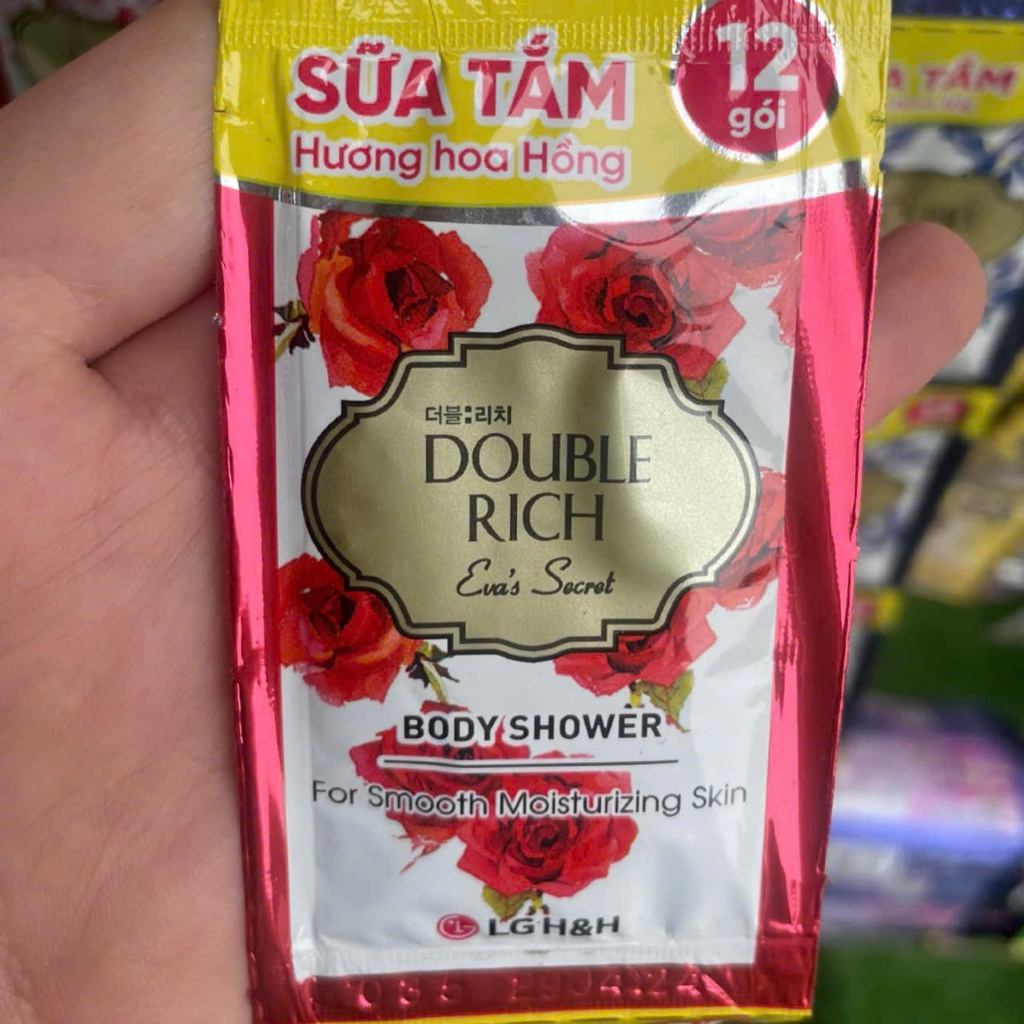 SỮA TẮM
Hương hoa Hồng
12
gói
더블:리치
DOUBLE
RICH
Eva's Secret
BODY SHOWER
For Smooth Moisturizing Skin
LG H&H